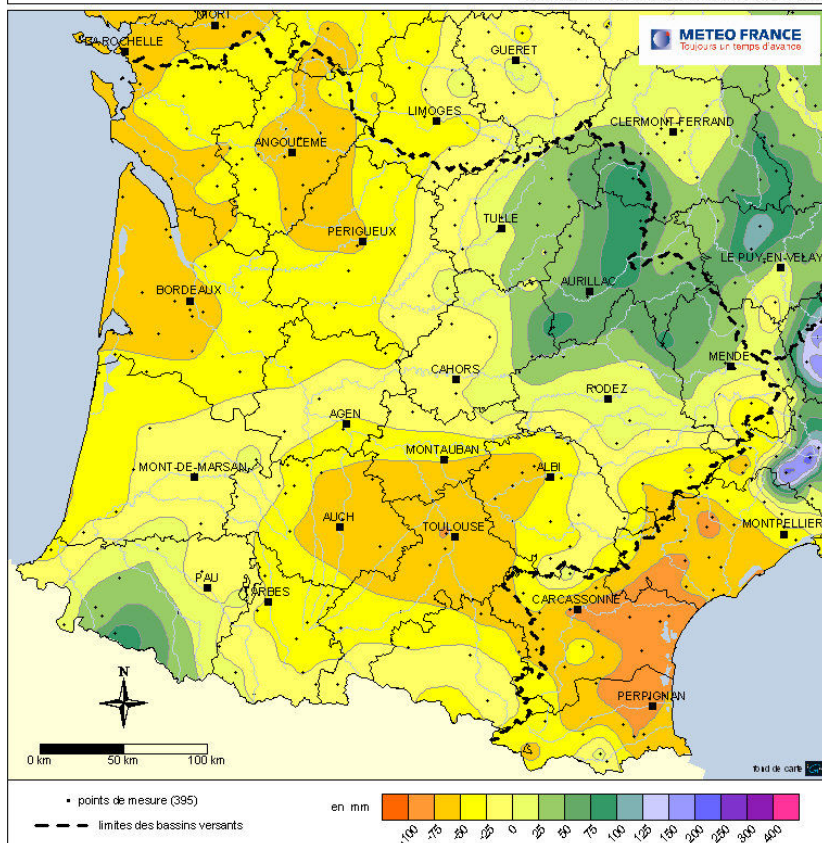 NIORT
LA ROCHELLE
METEO FRANCE
Toujours un temps d'avance
GUERET
LIMOGES
CLERMONT-FERRAND
ANGOULEME
TULLE
PERIGUEUX
LE PUY-EN-VELAY
AURILLAC
BORDEAUX
MENDE
CAHORS
RODEZ
AGEN
MONTAUBAN
MONT-DE-MARSAN
ALBI
AUCH
TOULOUSE
MONTPELLIER
PAU
TARBES
CARCASSONNE
N
PERPIGNAN
0 km 50 km 100 km
fond de carte
points de mesure (395)
limites des bassins versants
en mm
-100 -75 -50 -25 0 25 50 75 100 125 150 200 250 300 400